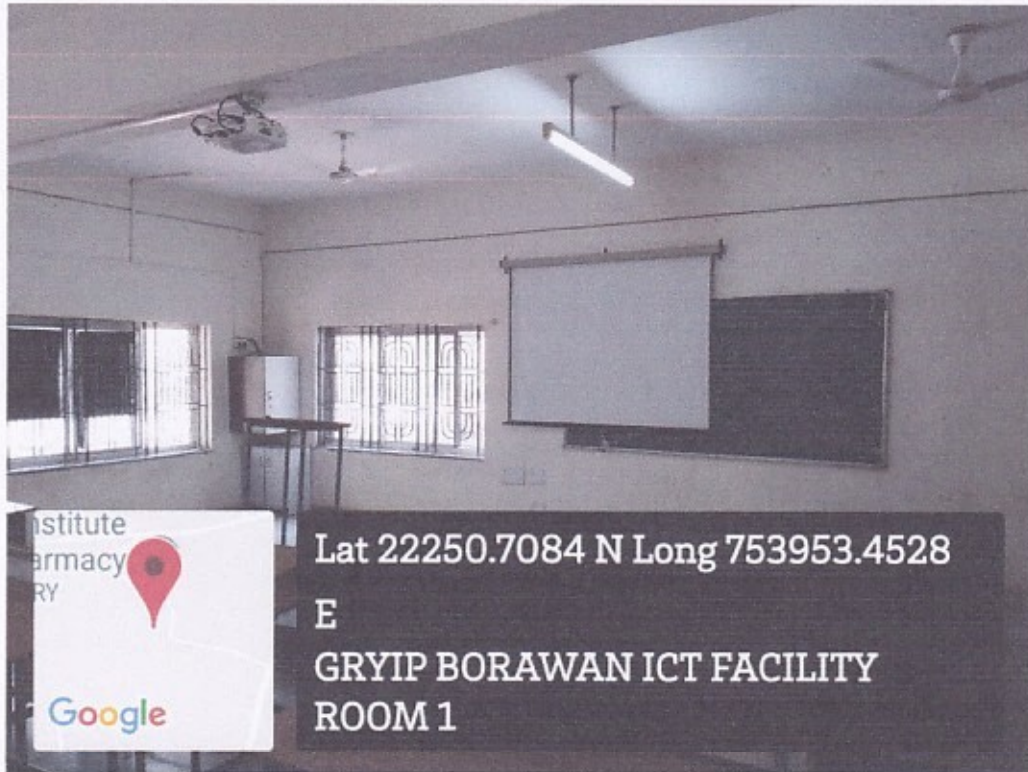 nstitute
armacy
RY
Google
Lat 22250.7084 N Long 753953.4528
E
GRYIP BORAWAN ICT FACILITY
ROOM 1